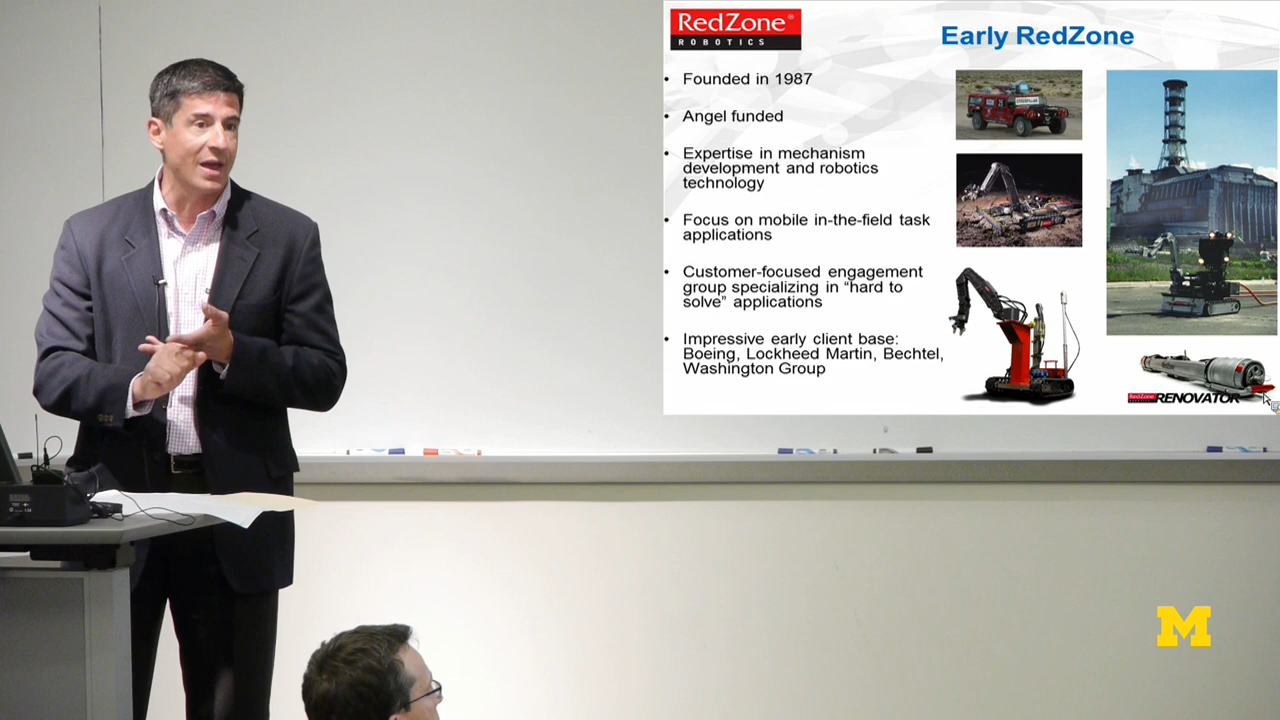 RedZone®
ROBOTICS
Early RedZone
• Founded in 1987
• Angel funded
• Expertise in mechanism
development and robotics
technology
• Focus on mobile in-the-field task
applications
• Customer-focused engagement
group specializing in “hard to
solve” applications
• Impressive early client base:
Boeing, Lockheed Martin, Bechtel,
Washington Group
RedZone RENOVATOR
M